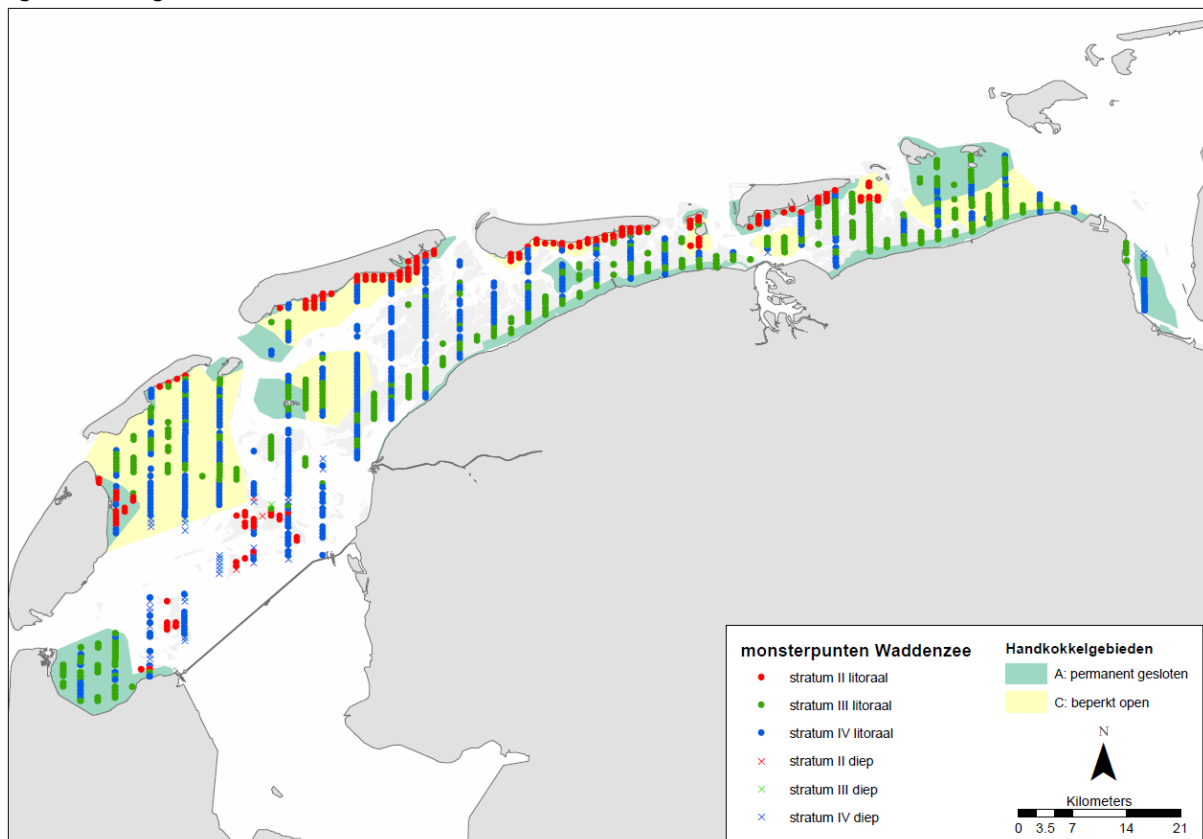 monsterpunten Waddenzee
stratum II litoraal
stratum III litoraal
stratum IV litoraal
stratum II diep
stratum III diep
stratum IV diep
Handkokkelgebieden
A: permanent gesloten
C: beperkt open
N
Kilometers
0 3.5 7 14 21